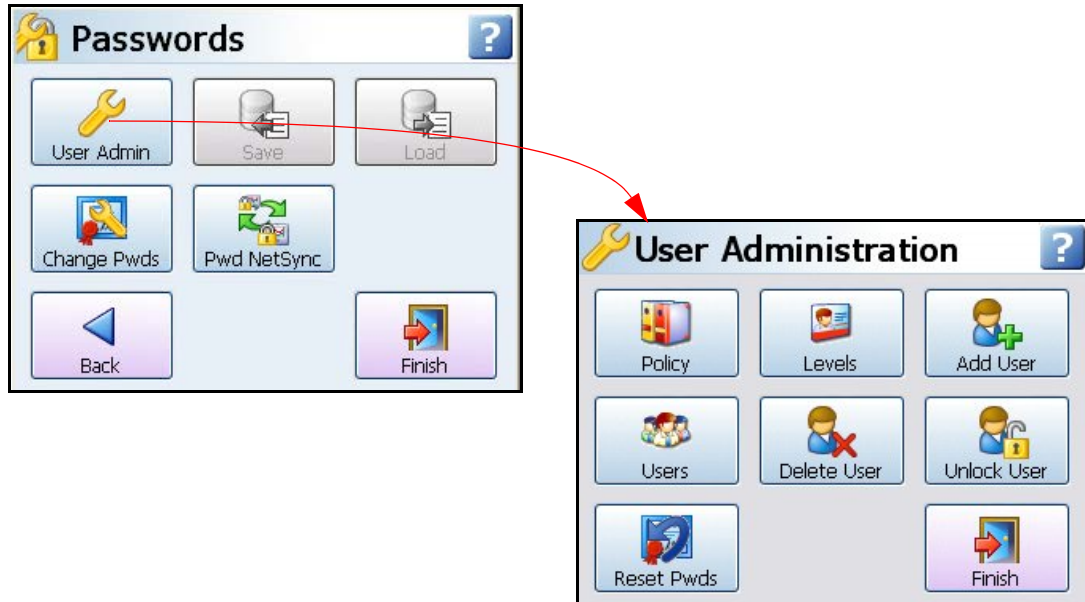 Passwords
?
User Admin
Save
Load
Change Pwds
Pwd NetSync
Back
Finish
User Administration
?
Policy
Levels
Add User
Users
Delete User
Unlock User
Reset Pwds
Finish